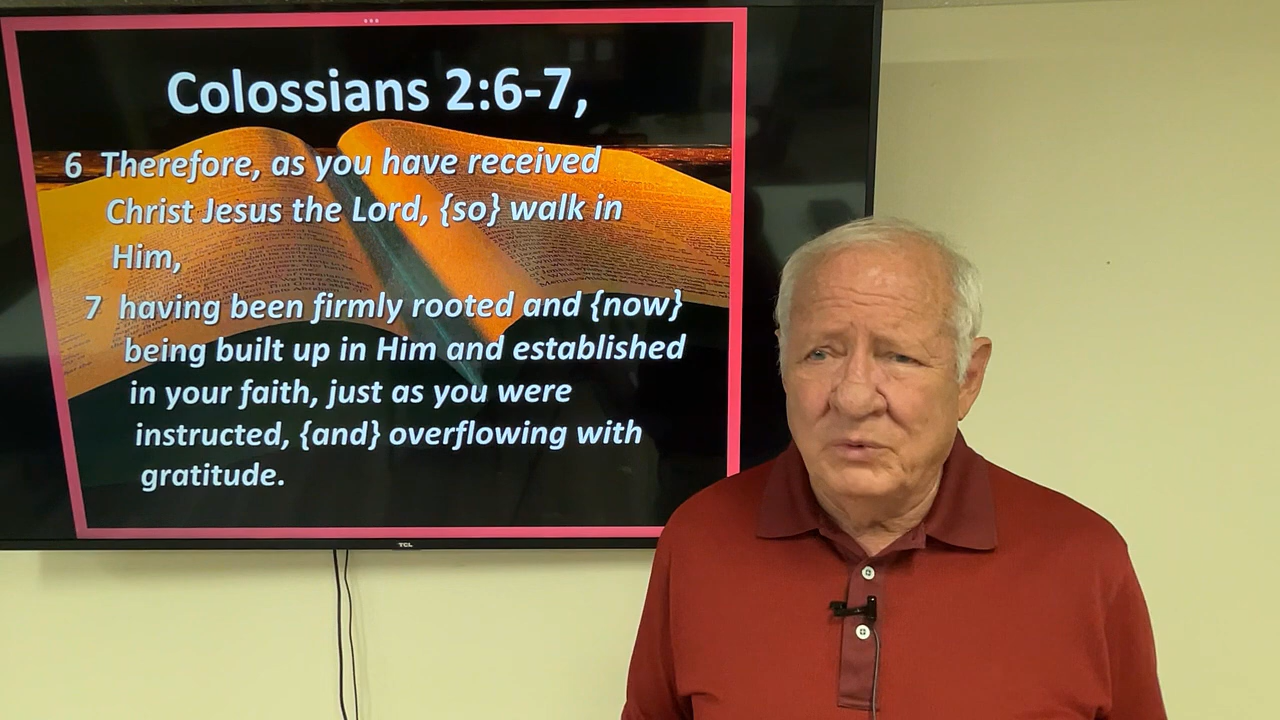 Colossians 2:6-7,
6 Therefore, as you have received
Christ Jesus the Lord, {so} walk in
Him,
7 having been firmly rooted and {now}
being built up in Him and established
in your faith, just as you were
instructed, {and} overflowing with
gratitude.
TCL